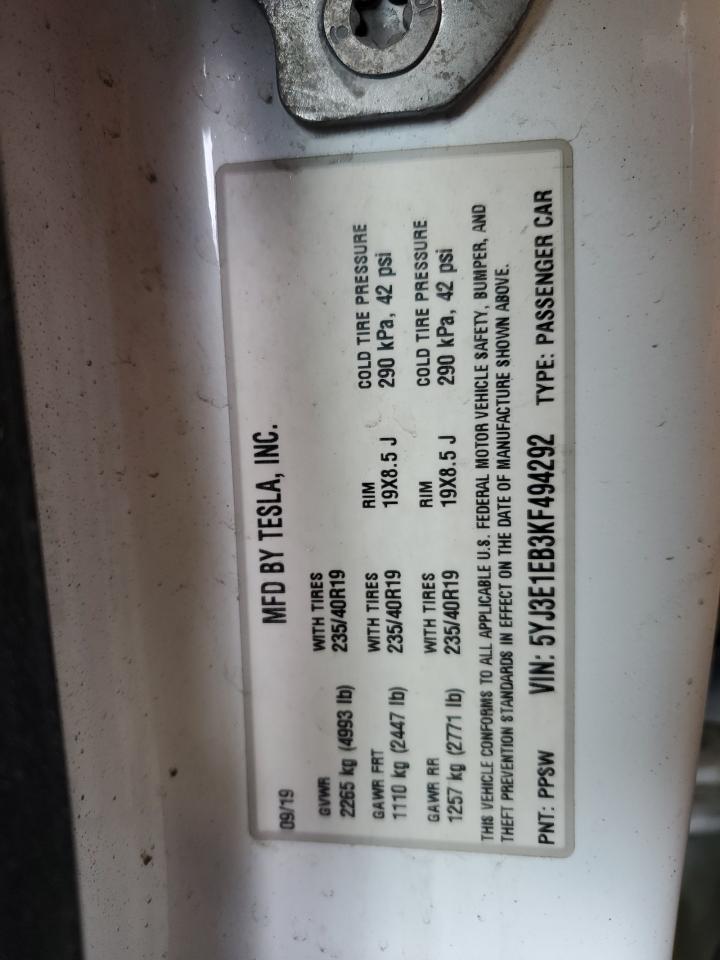 MFD BY TESLA, INC.
09/19
GVWR WITH TIRES
2265 kg (4993 lb) 235/40R19
GAWR FRT WITH TIRES RIM COLD TIRE PRESSURE
1110 kg (2447 lb) 235/40R19 19X8.5 J 290 kPa, 42 psi
GAWR RR WITH TIRES RIM COLD TIRE PRESSURE
1257 kg (2771 lb) 235/40R19 19X8.5 J 290 kPa, 42 psi
THIS VEHICLE CONFORMS TO ALL APPLICABLE U.S. FEDERAL MOTOR VEHICLE SAFETY, BUMPER, AND
THEFT PREVENTION STANDARDS IN EFFECT ON THE DATE OF MANUFACTURE SHOWN ABOVE.
PNT: PPSW VIN: 5YJ3E1EB3KF494292 TYPE: PASSENGER CAR